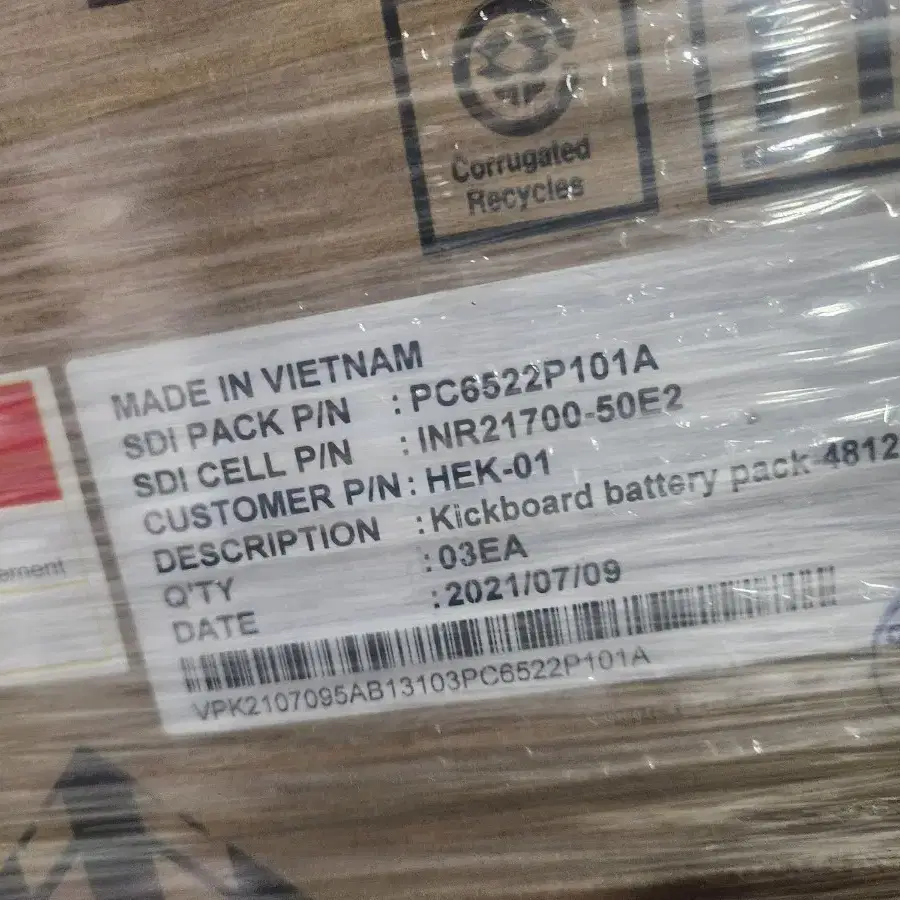 Corrugated
Recycles
MADE IN VIETNAM
SDI PACK P/N : PC6522P101A
SDI CELL P/N : INR21700-50E2
CUSTOMER P/N : HEK-01
DESCRIPTION : Kickboard battery pack 4812
Q'TY : 03EA
DATE : 2021/07/09
VPK2107095AB13103PC6522P101A
ement